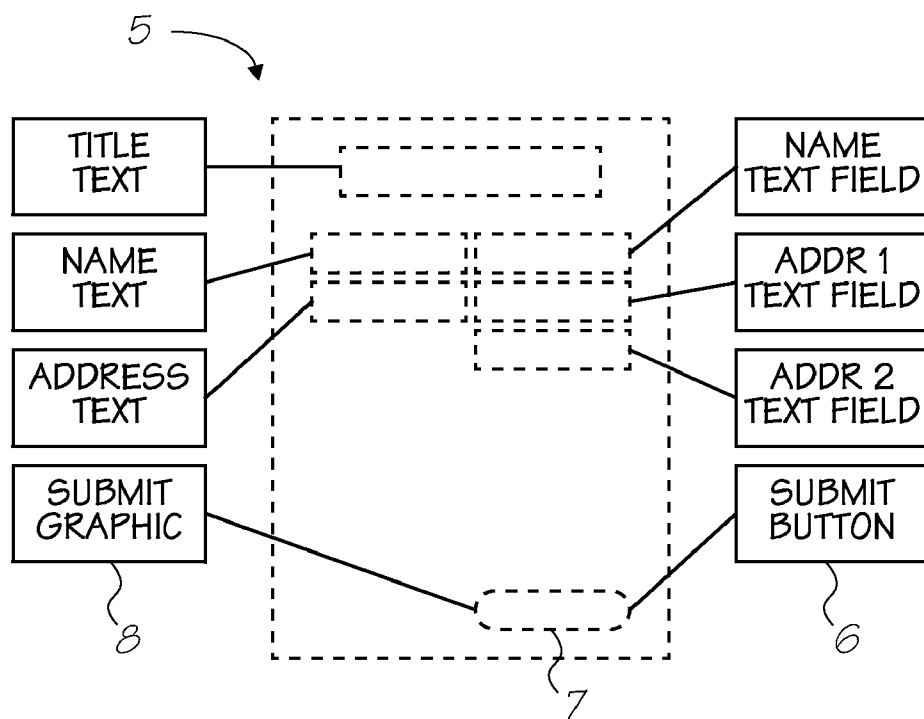 5
TITLE
TEXT
NAME
TEXT
ADDRESS
TEXT
SUBMIT
GRAPHIC
8
NAME
TEXT FIELD
ADDR 1
TEXT FIELD
ADDR 2
TEXT FIELD
SUBMIT
BUTTON
6
7